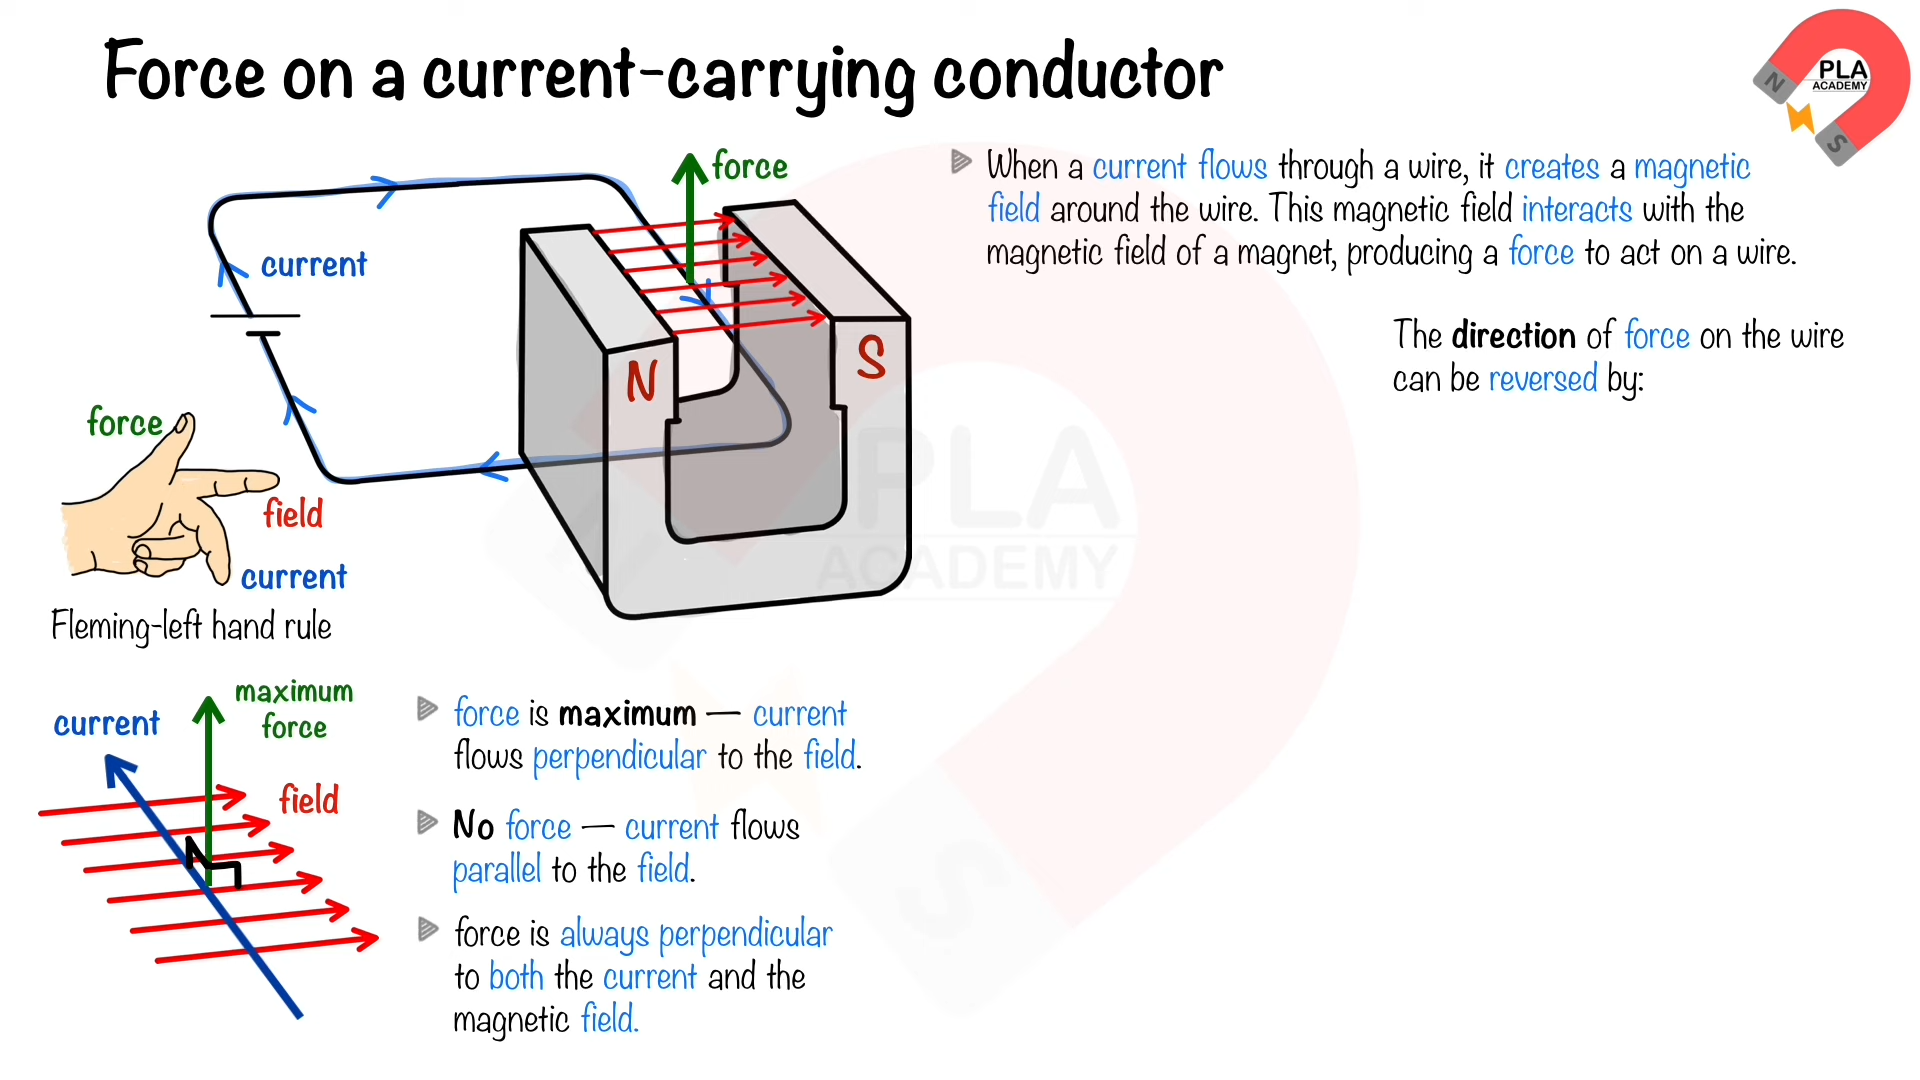 Force on a current-carrying conductor
N
PLA
ACADEMY
S
force
current
N
S
When a current flows through a wire, it creates a magnetic
field around the wire. This magnetic field interacts with the
magnetic field of a magnet, producing a force to act on a wire.
The direction of force on the wire
can be reversed by:
force
field
current
Fleming-left hand rule
PLA
ACADEMY
S
current
maximum
force
field
force is maximum — current
flows perpendicular to the field.
No force — current flows
parallel to the field.
force is always perpendicular
to both the current and the
magnetic field.